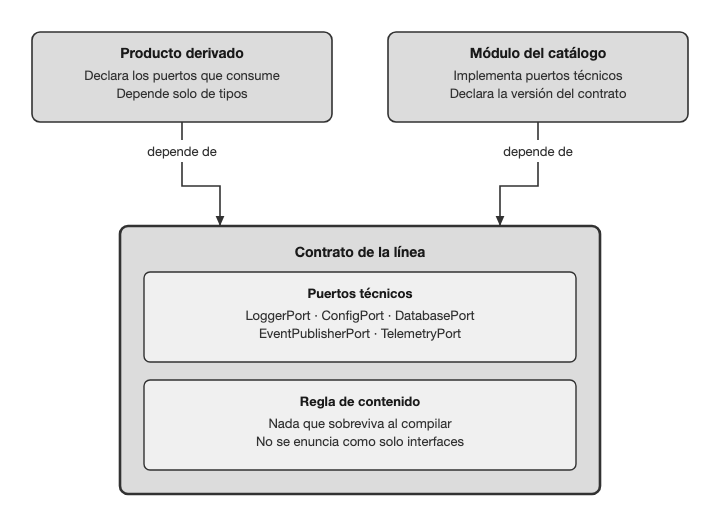 Producto derivado
Declara los puertos que consume
Depende solo de tipos
Módulo del catálogo
Implementa puertos técnicos
Declara la versión del contrato
depende de
depende de
Contrato de la línea
Puertos técnicos
LoggerPort · ConfigPort · DatabasePort
EventPublisherPort · TelemetryPort
Regla de contenido
Nada que sobreviva al compilar
No se enuncia como solo interfaces